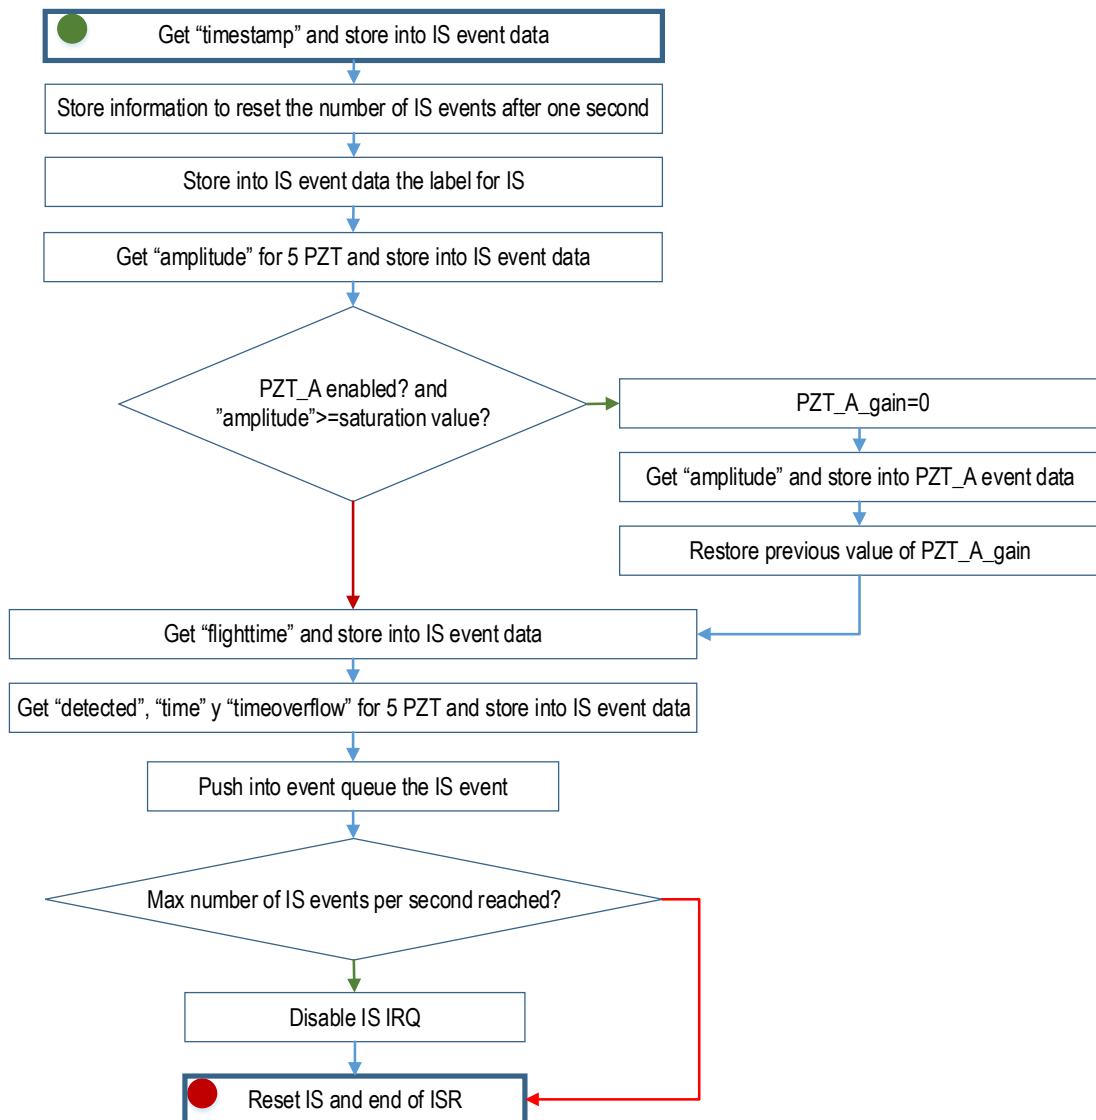 Get “timestamp” and store into IS event data
Store information to reset the number of IS events after one second
Store into IS event data the label for IS
Get “amplitude” for 5 PZT and store into IS event data
PZT_A enabled? and
”amplitude”>=saturation value?
PZT_A_gain=0
Get “amplitude” and store into PZT_A event data
Restore previous value of PZT_A_gain
Get “flighttime” and store into IS event data
Get “detected”, “time” y “timeoverflow” for 5 PZT and store into IS event data
Push into event queue the IS event
Max number of IS events per second reached?
Disable IS IRQ
Reset IS and end of ISR